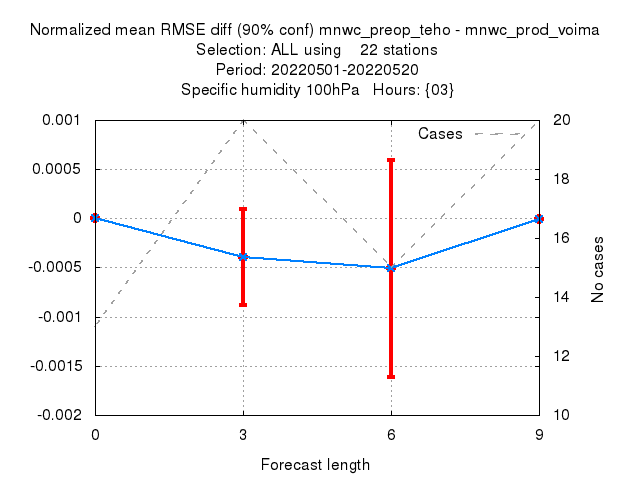 Normalized mean RMSE diff (90% conf) mnwc_preop_teho - mnwc_prod_voima
Selection: ALL using 22 stations
Period: 20220501-20220520
Specific humidity 100hPa Hours: {03}
0.001
0.0005
0
-0.0005
-0.001
-0.0015
-0.002
Cases
20
18
16
14
12
10
No cases
0 3 6 9
Forecast length